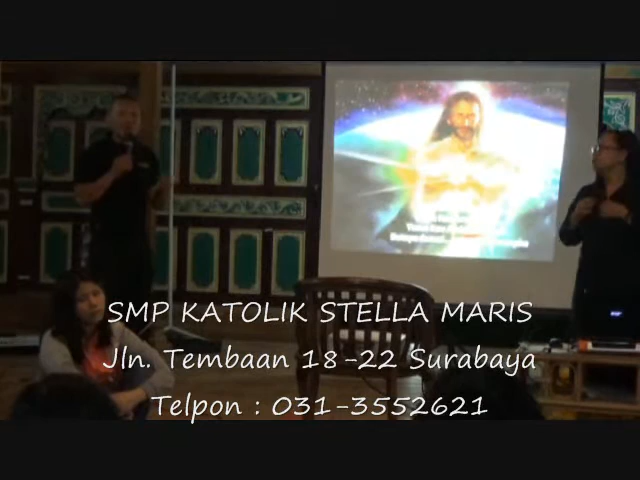 SMP KATOLIK STELLA MARIS
Jln. Tembaan 18-22 Surabaya
Telpon : 031-3552621